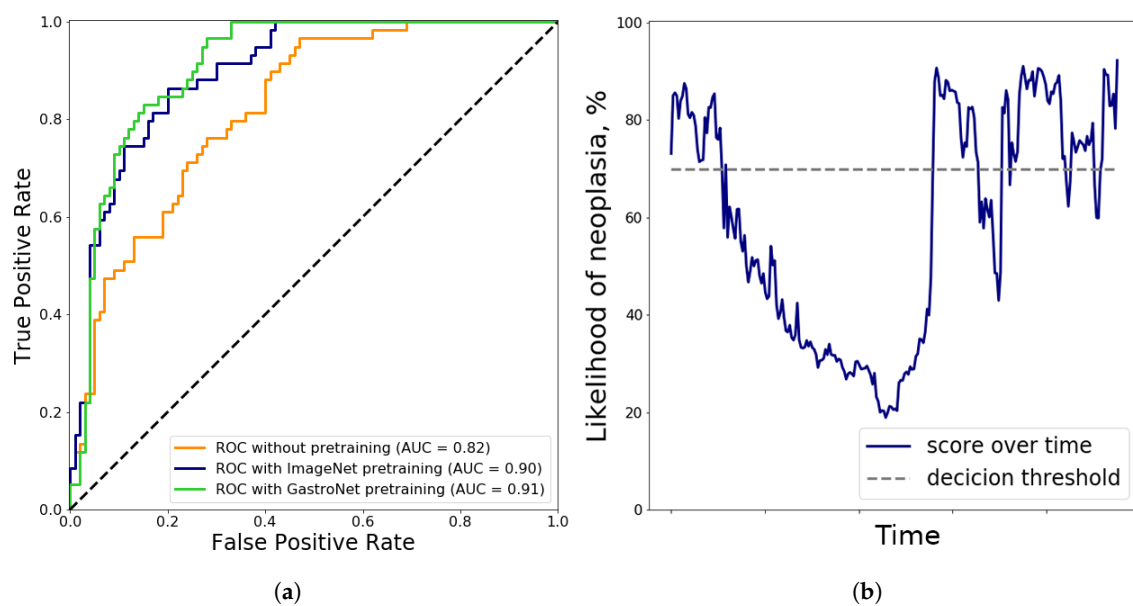 True Positive Rate
1.0
0.8
0.6
0.4
0.2
0.0
0.0 0.2 0.4 0.6 0.8 1.0
False Positive Rate
ROC without pretraining (AUC = 0.82)
ROC with ImageNet pretraining (AUC = 0.90)
ROC with GastroNet pretraining (AUC = 0.91)
(a)
Likelihood of neoplasia, %
100
80
60
40
20
0
Time
score over time
decicion threshold
(b)